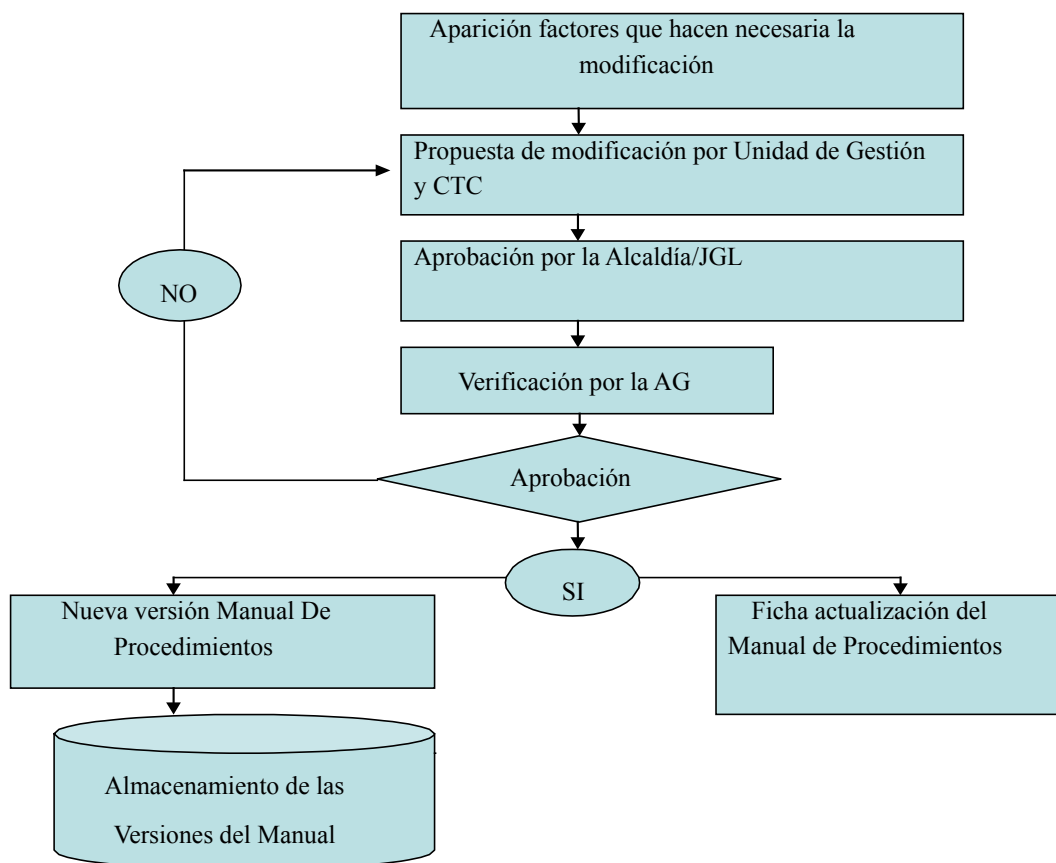 Aparición factores que hacen necesaria la
modificación
Propuesta de modificación por Unidad de Gestión
y CTC
Aprobación por la Alcaldía/JGL
NO
Verificación por la AG
Aprobación
SI
Nueva versión Manual De
Procedimientos
Ficha actualización del
Manual de Procedimientos
Almacenamiento de las
Versiones del Manual